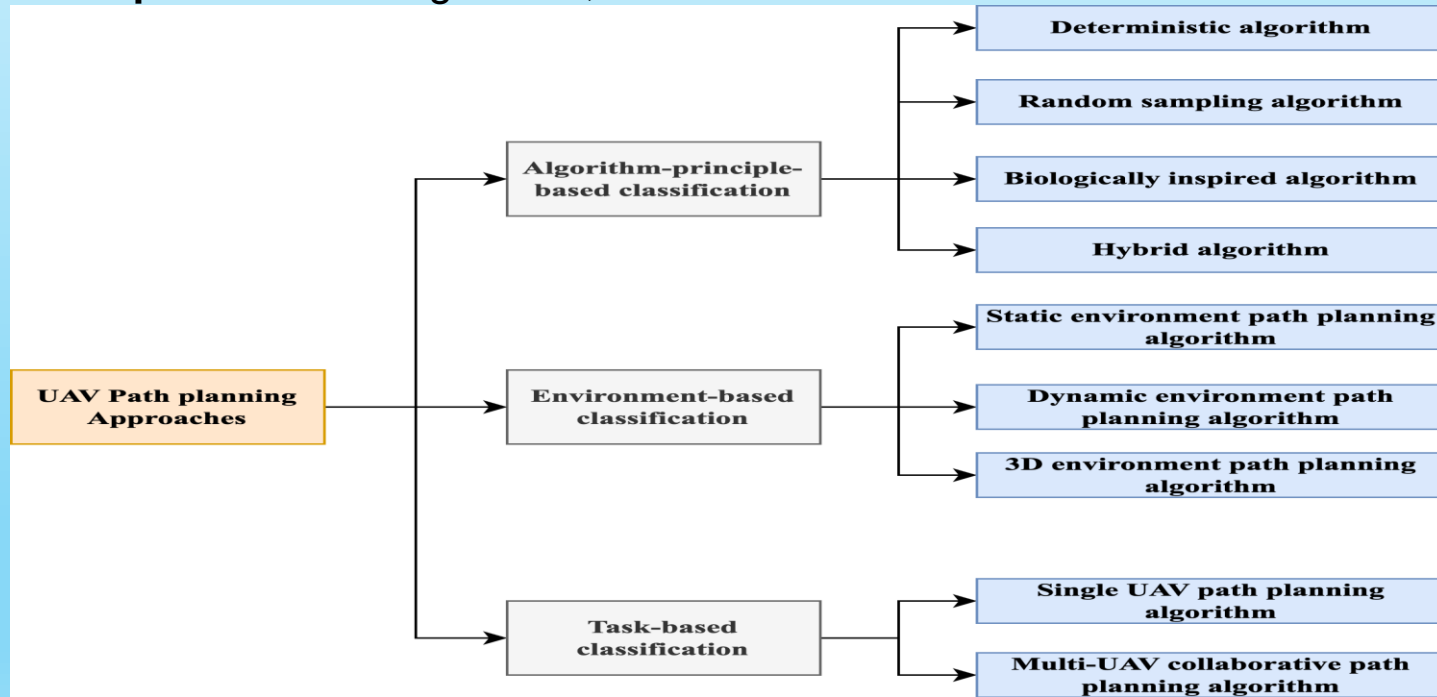 Deterministic algorithm
Random sampling algorithm
Algorithm-principle-
based classification
Biologically inspired algorithm
Hybrid algorithm
Static environment path planning
algorithm
UAV Path planning
Approaches
Environment-based
classification
Dynamic environment path
planning algorithm
3D environment path planning
algorithm
Single UAV path planning
algorithm
Task-based
classification
Multi-UAV collaborative path
planning algorithm